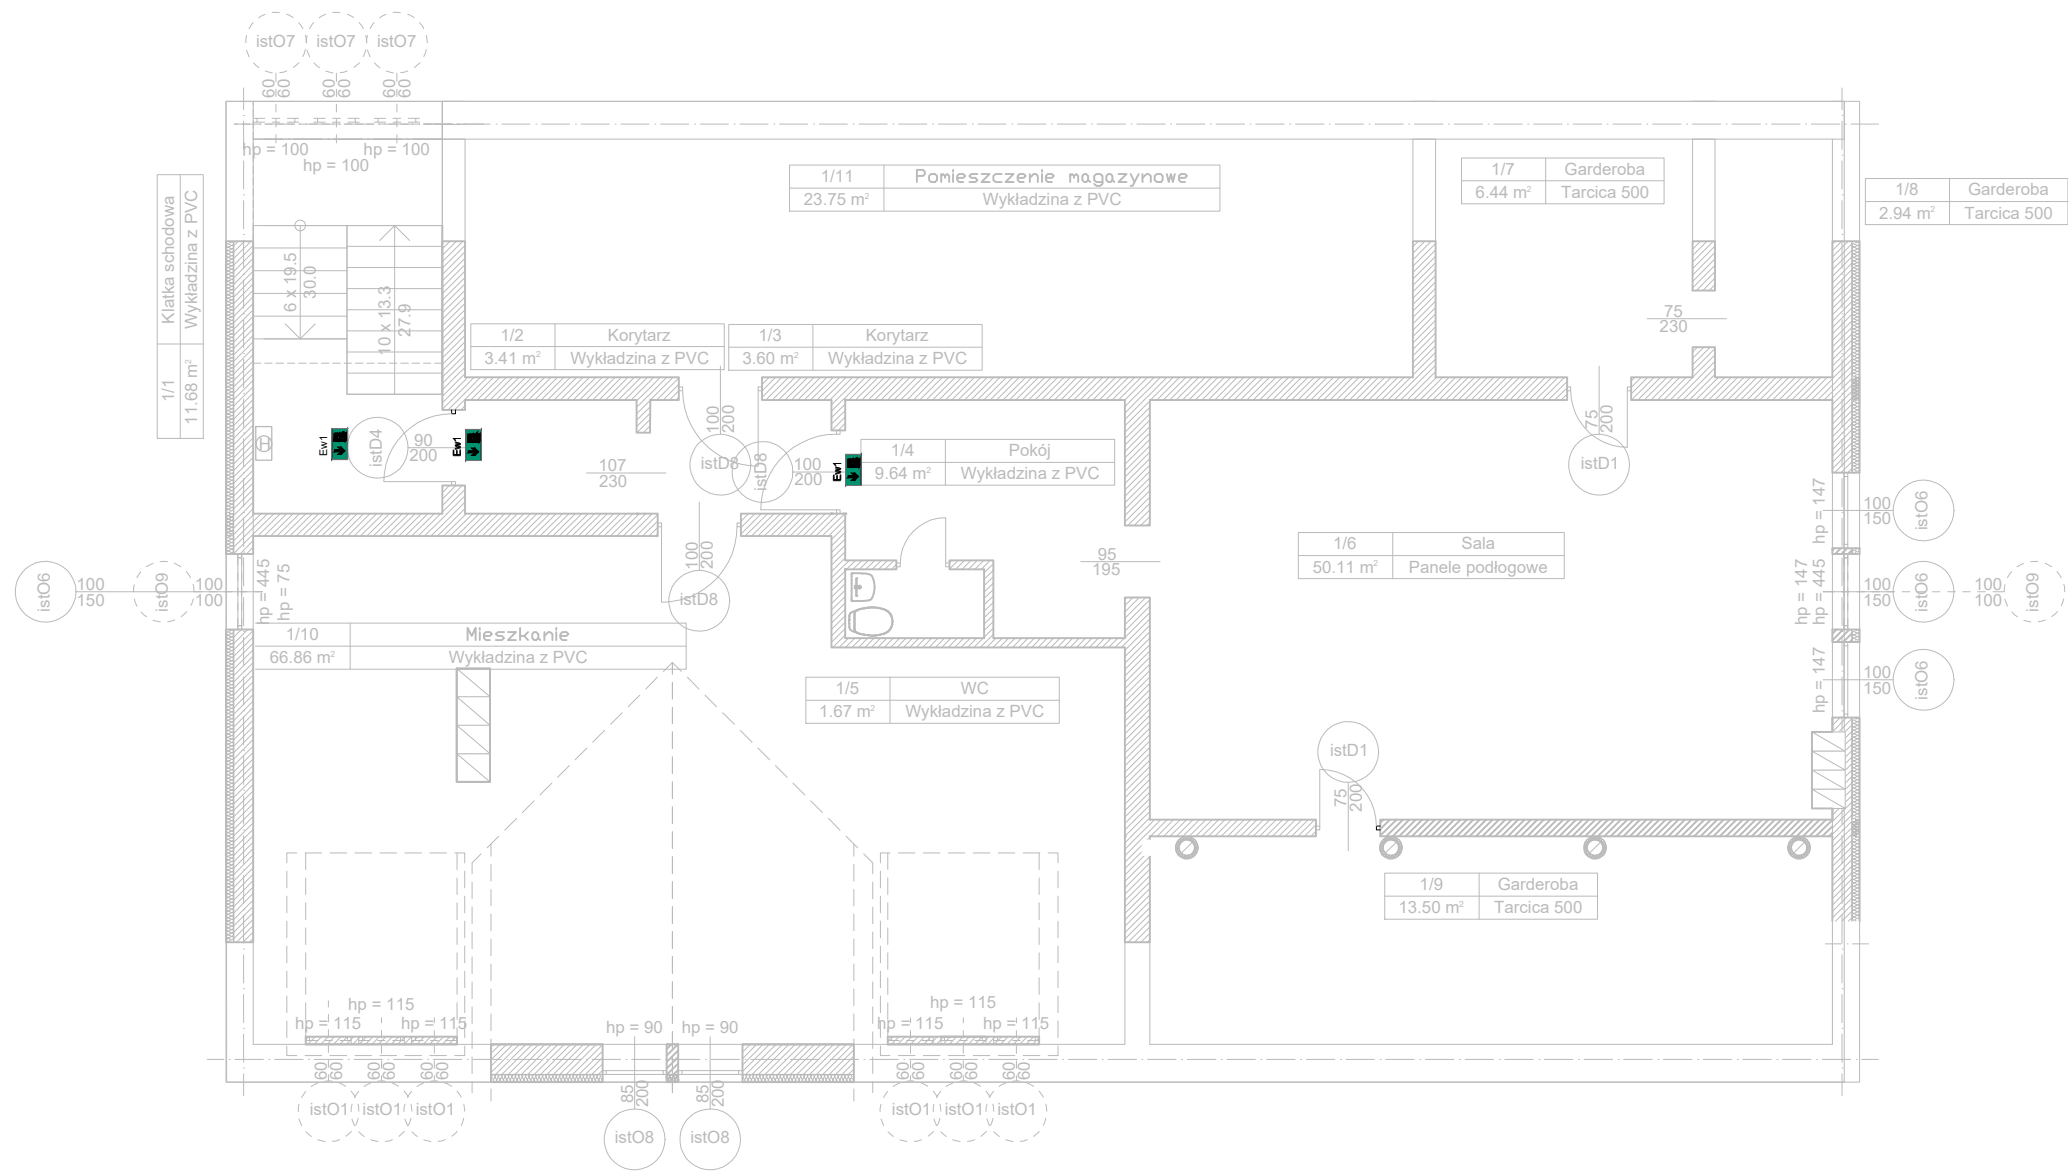 istO7 istO7 istO7
60 60 60 60 60 60
hp = 100 hp = 100
hp = 100
1/11 Pomieszczenie magazynowe
23.75 m² Wykładzina z PVC
1/7 Garderoba
6.44 m² Tarcica 500
1/8 Garderoba
2.94 m² Tarcica 500
1/1 Klatka schodowa
11.68 m² Wykładzina z PVC
6 x 19.5
30.0
10 x 13.3
27.9
75
230
1/2 Korytarz
3.41 m² Wykładzina z PVC
1/3 Korytarz
3.60 m² Wykładzina z PVC
H
Ew1
istD4
90
200
Ew1
107
230
100
200
istD8
istD8
100
200
Ew1
1/4 Pokój
9.64 m² Wykładzina z PVC
75
200
istD1
hp = 147
100
150
istO6
1/6 Sala
50.11 m² Panele podłogowe
95
195
100
200
istD8
istO6
100
150
istO9
100
100
hp = 445
hp = 75
hp = 147
hp = 445
100
150
istO6
100
100
istO9
1/10 Mieszkanie
66.86 m² Wykładzina z PVC
1/5 WC
1.67 m² Wykładzina z PVC
hp = 147
100
150
istO6
istD1
75
200
1/9 Garderoba
13.50 m² Tarcica 500
hp = 115
hp = 115 hp = 115
hp = 90 hp = 90
hp = 115
hp = 115 hp = 115
60 60 60 60 60 60
85 200 85 200
60 60 60 60 60 60
istO1 istO1 istO1
istO8 istO8
istO1 istO1 istO1